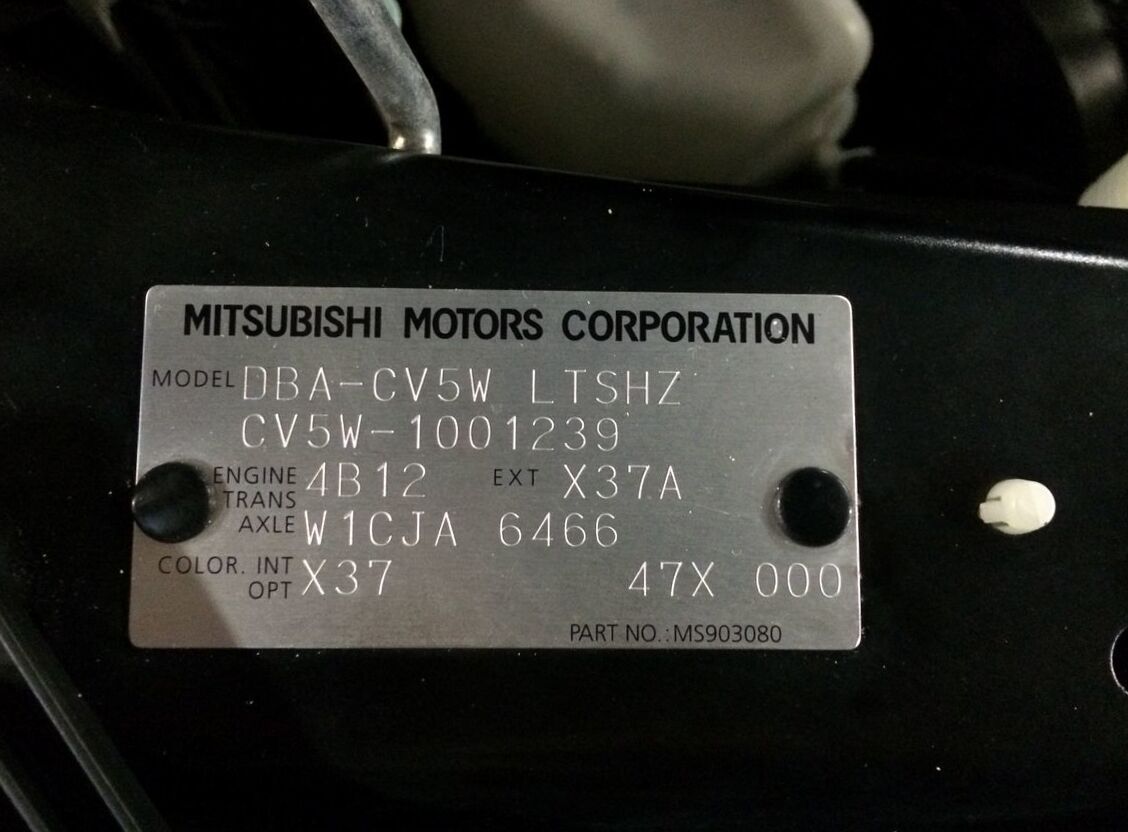 MITSUBISHI MOTORS CORPORATION
MODEL DBA-CV5W LTSHZ
CV5W-1001239
ENGINE 4B12 EXT X37A
TRANS
AXLE W1CJA 6466
COLOR. INT
OPT X37 47X 000
PART NO.:MS903080